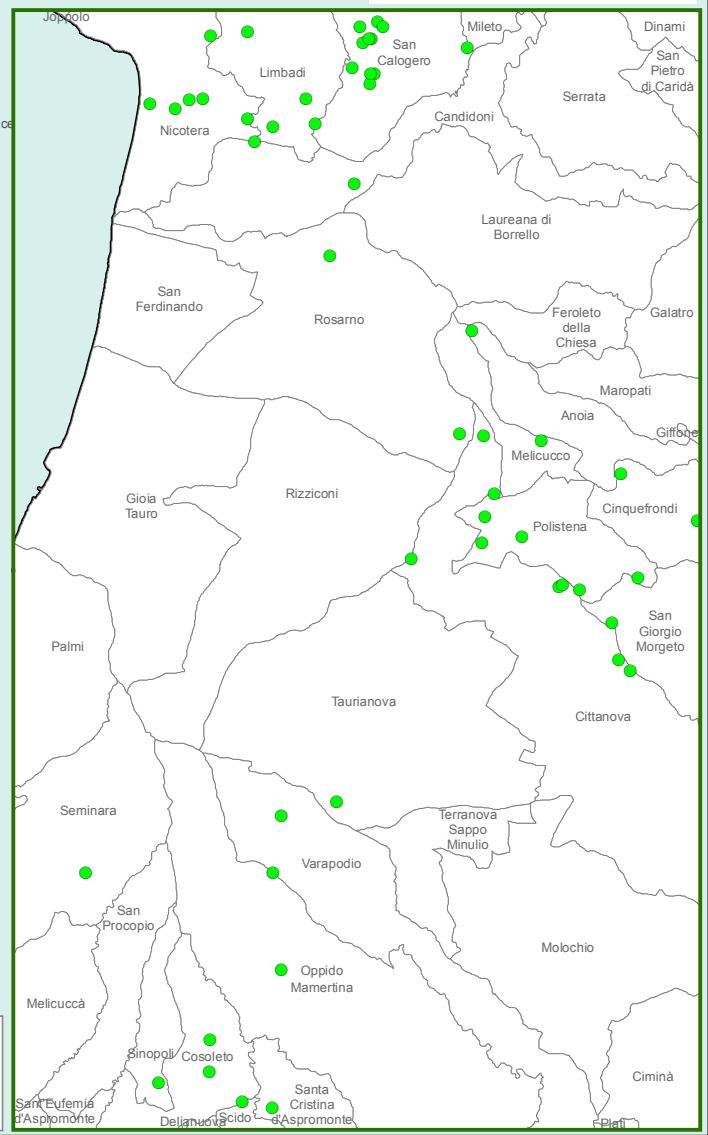 Joppolo
Mileto
Dinami
San
Calogero
San
Pietro
di Caridà
Limbadi
Serrata
Candidoni
ce
Nicotera
Laureana di
Borrello
San
Ferdinando
Rosarno
Feroleto
della
Chiesa
Galatro
Maropati
Anoia
Giffone
Melicucco
Rizziconi
Gioia
Tauro
Cinquefrondi
Polistena
San
Giorgio
Morgeto
Palmi
Taurianova
Cittanova
Seminara
Terranova
Sappo
Minulio
Varapodio
San
Procopio
Molochio
Oppido
Mamertina
Melicuccà
Sinopoli
Cosoleto
Ciminà
Sant'Eufemia
d'Aspromonte
Santa
Cristina
d'Aspromonte
Delianuova
Scido
Platì